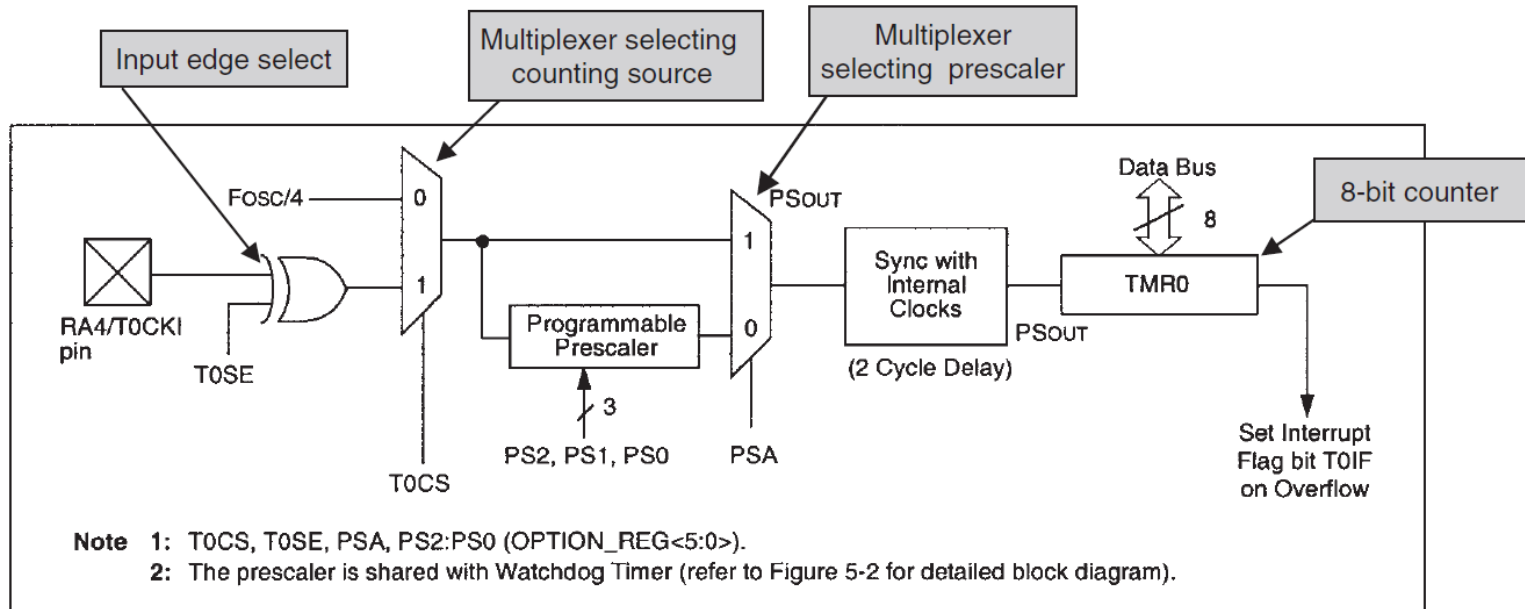 Input edge select
Multiplexer selecting
counting source
Multiplexer
selecting prescaler
8-bit counter
FOSC/4
0
1
RA4/T0CKI
pin
T0SE
T0CS
Programmable
Prescaler
3
PS2, PS1, PS0
PSOUT
1
0
PSA
Sync with
Internal
Clocks
(2 Cycle Delay)
PSOUT
Data Bus
8
TMR0
Set Interrupt
Flag bit T0IF
on Overflow
Note 1: T0CS, T0SE, PSA, PS2:PS0 (OPTION_REG<5:0>).
2: The prescaler is shared with Watchdog Timer (refer to Figure 5-2 for detailed block diagram).